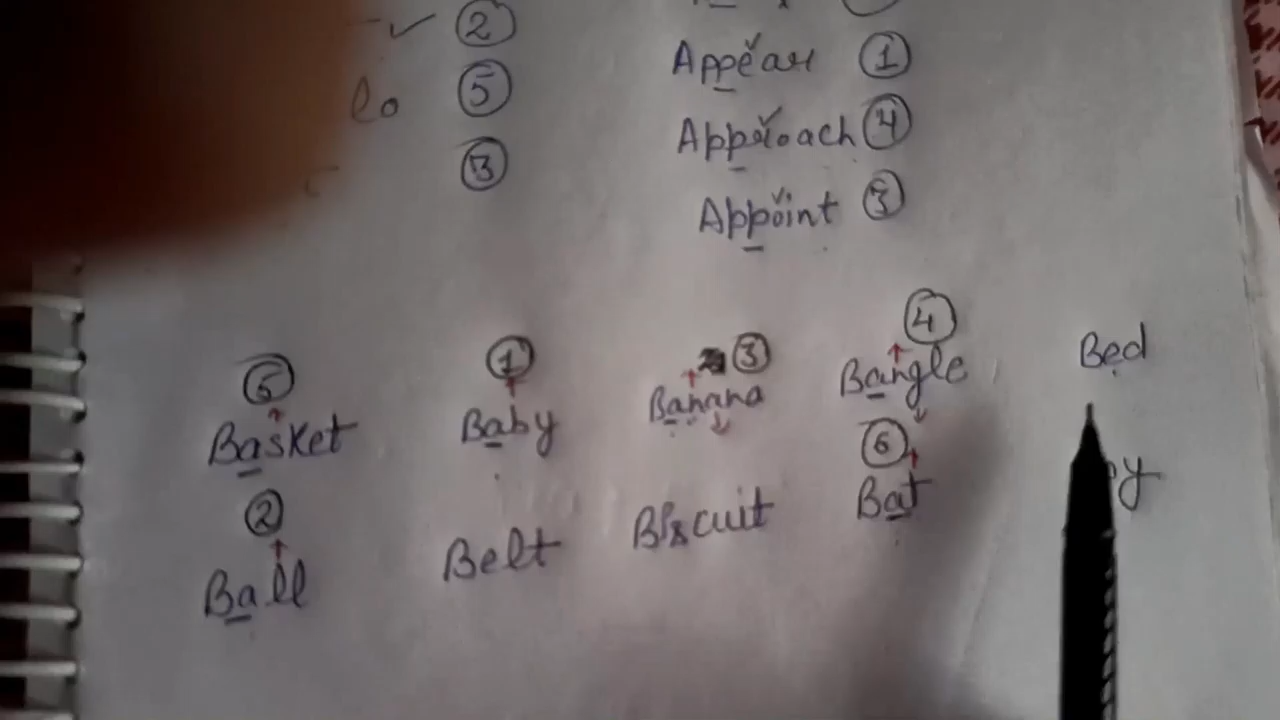 2
lo 5
3
Appear 1
Approach 4
Appoint 3
5 1 3 4
Basket Baby Banana Bangle Bed
2 6
Ball Belt Biscuit Bat